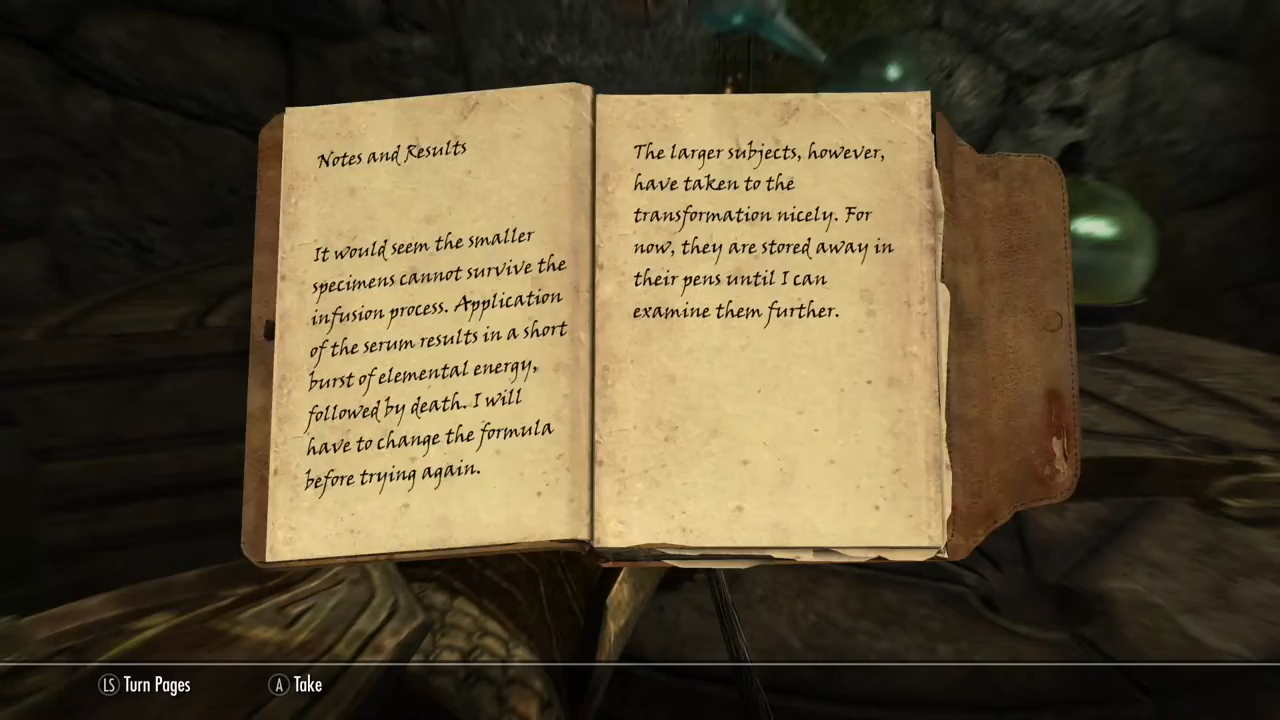 Notes and Results
It would seem the smaller
specimens cannot survive the
infusion process. Application
of the serum results in a short
burst of elemental energy,
followed by death. I will
have to change the formula
before trying again.
The larger subjects, however,
have taken to the
transformation nicely. For
now, they are stored away in
their pens until I can
examine them further.
LS Turn Pages
A Take